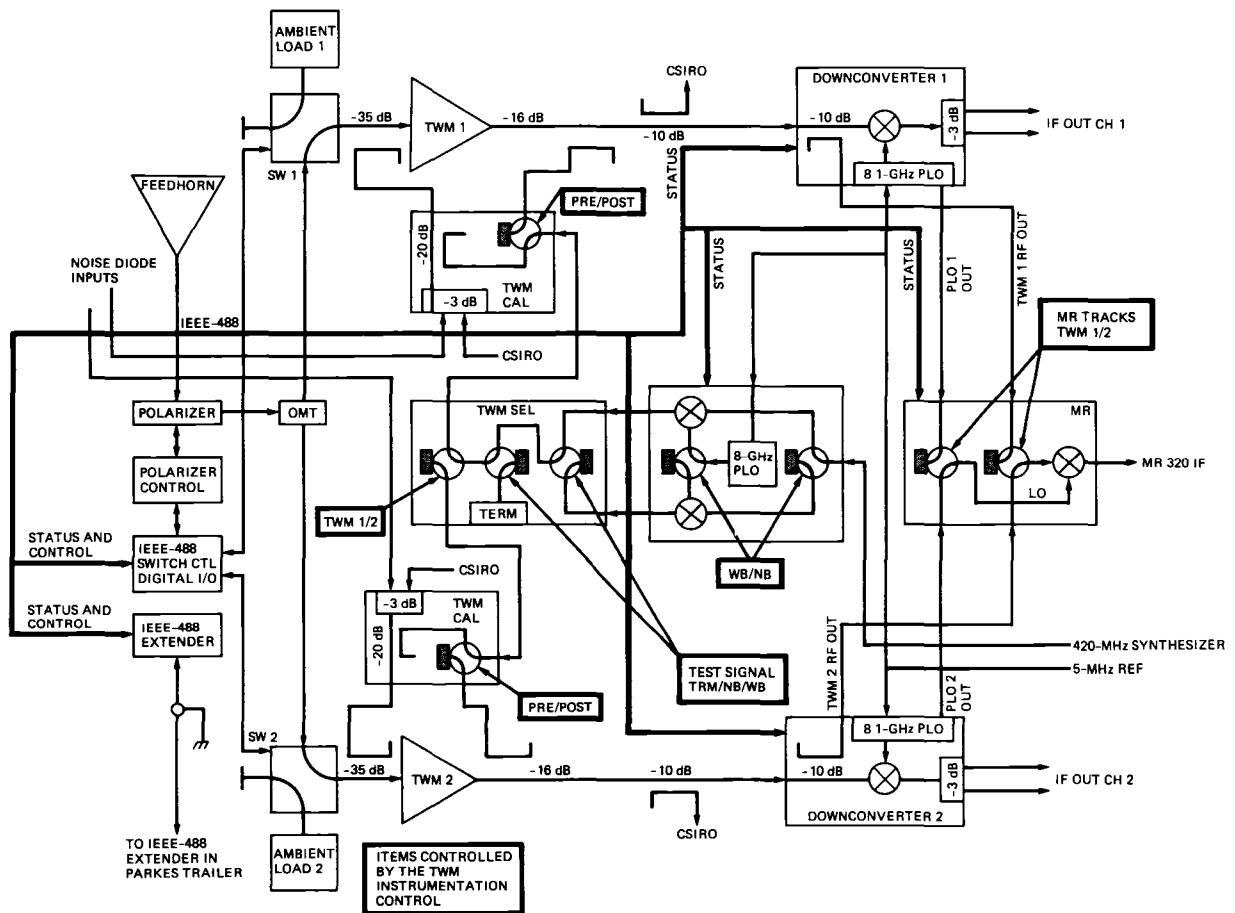 AMBIENT
LOAD 1
SW 1
-35 dB
TWM 1
-16 dB
CSIRO
-10 dB
DOWNCONVERTER 1
-10 dB
-3 dB
8 1-GHz PLO
IF OUT CH 1
FEEDHORN
NOISE DIODE
INPUTS
IEEE-488
-20 dB
PRE/POST
TWM
CAL
-3 dB
CSIRO
STATUS
STATUS
STATUS
PLO 1
OUT
TWM 1 RF OUT
MR TRACKS
TWM 1/2
POLARIZER
OMT
POLARIZER
CONTROL
STATUS AND
CONTROL
IEEE-488
SWITCH CTL
DIGITAL I/O
STATUS AND
CONTROL
IEEE-488
EXTENDER
TWM SEL
TERM
TWM 1/2
8-GHz
PLO
WB/NB
MR
LO
MR 320 IF
CSIRO
-3 dB
TWM
CAL
-20 dB
PRE/POST
TEST SIGNAL
TRM/NB/WB
TWM 2 RF OUT
PLO 2
OUT
420-MHz SYNTHESIZER
5-MHz REF
SW 2
-35 dB
TWM 2
-16 dB
-10 dB
CSIRO
8 1-GHz PLO
-10 dB
-3 dB
DOWNCONVERTER 2
IF OUT CH 2
AMBIENT
LOAD 2
TO IEEE-488
EXTENDER IN
PARKES TRAILER
ITEMS CONTROLLED
BY THE TWM
INSTRUMENTATION
CONTROL